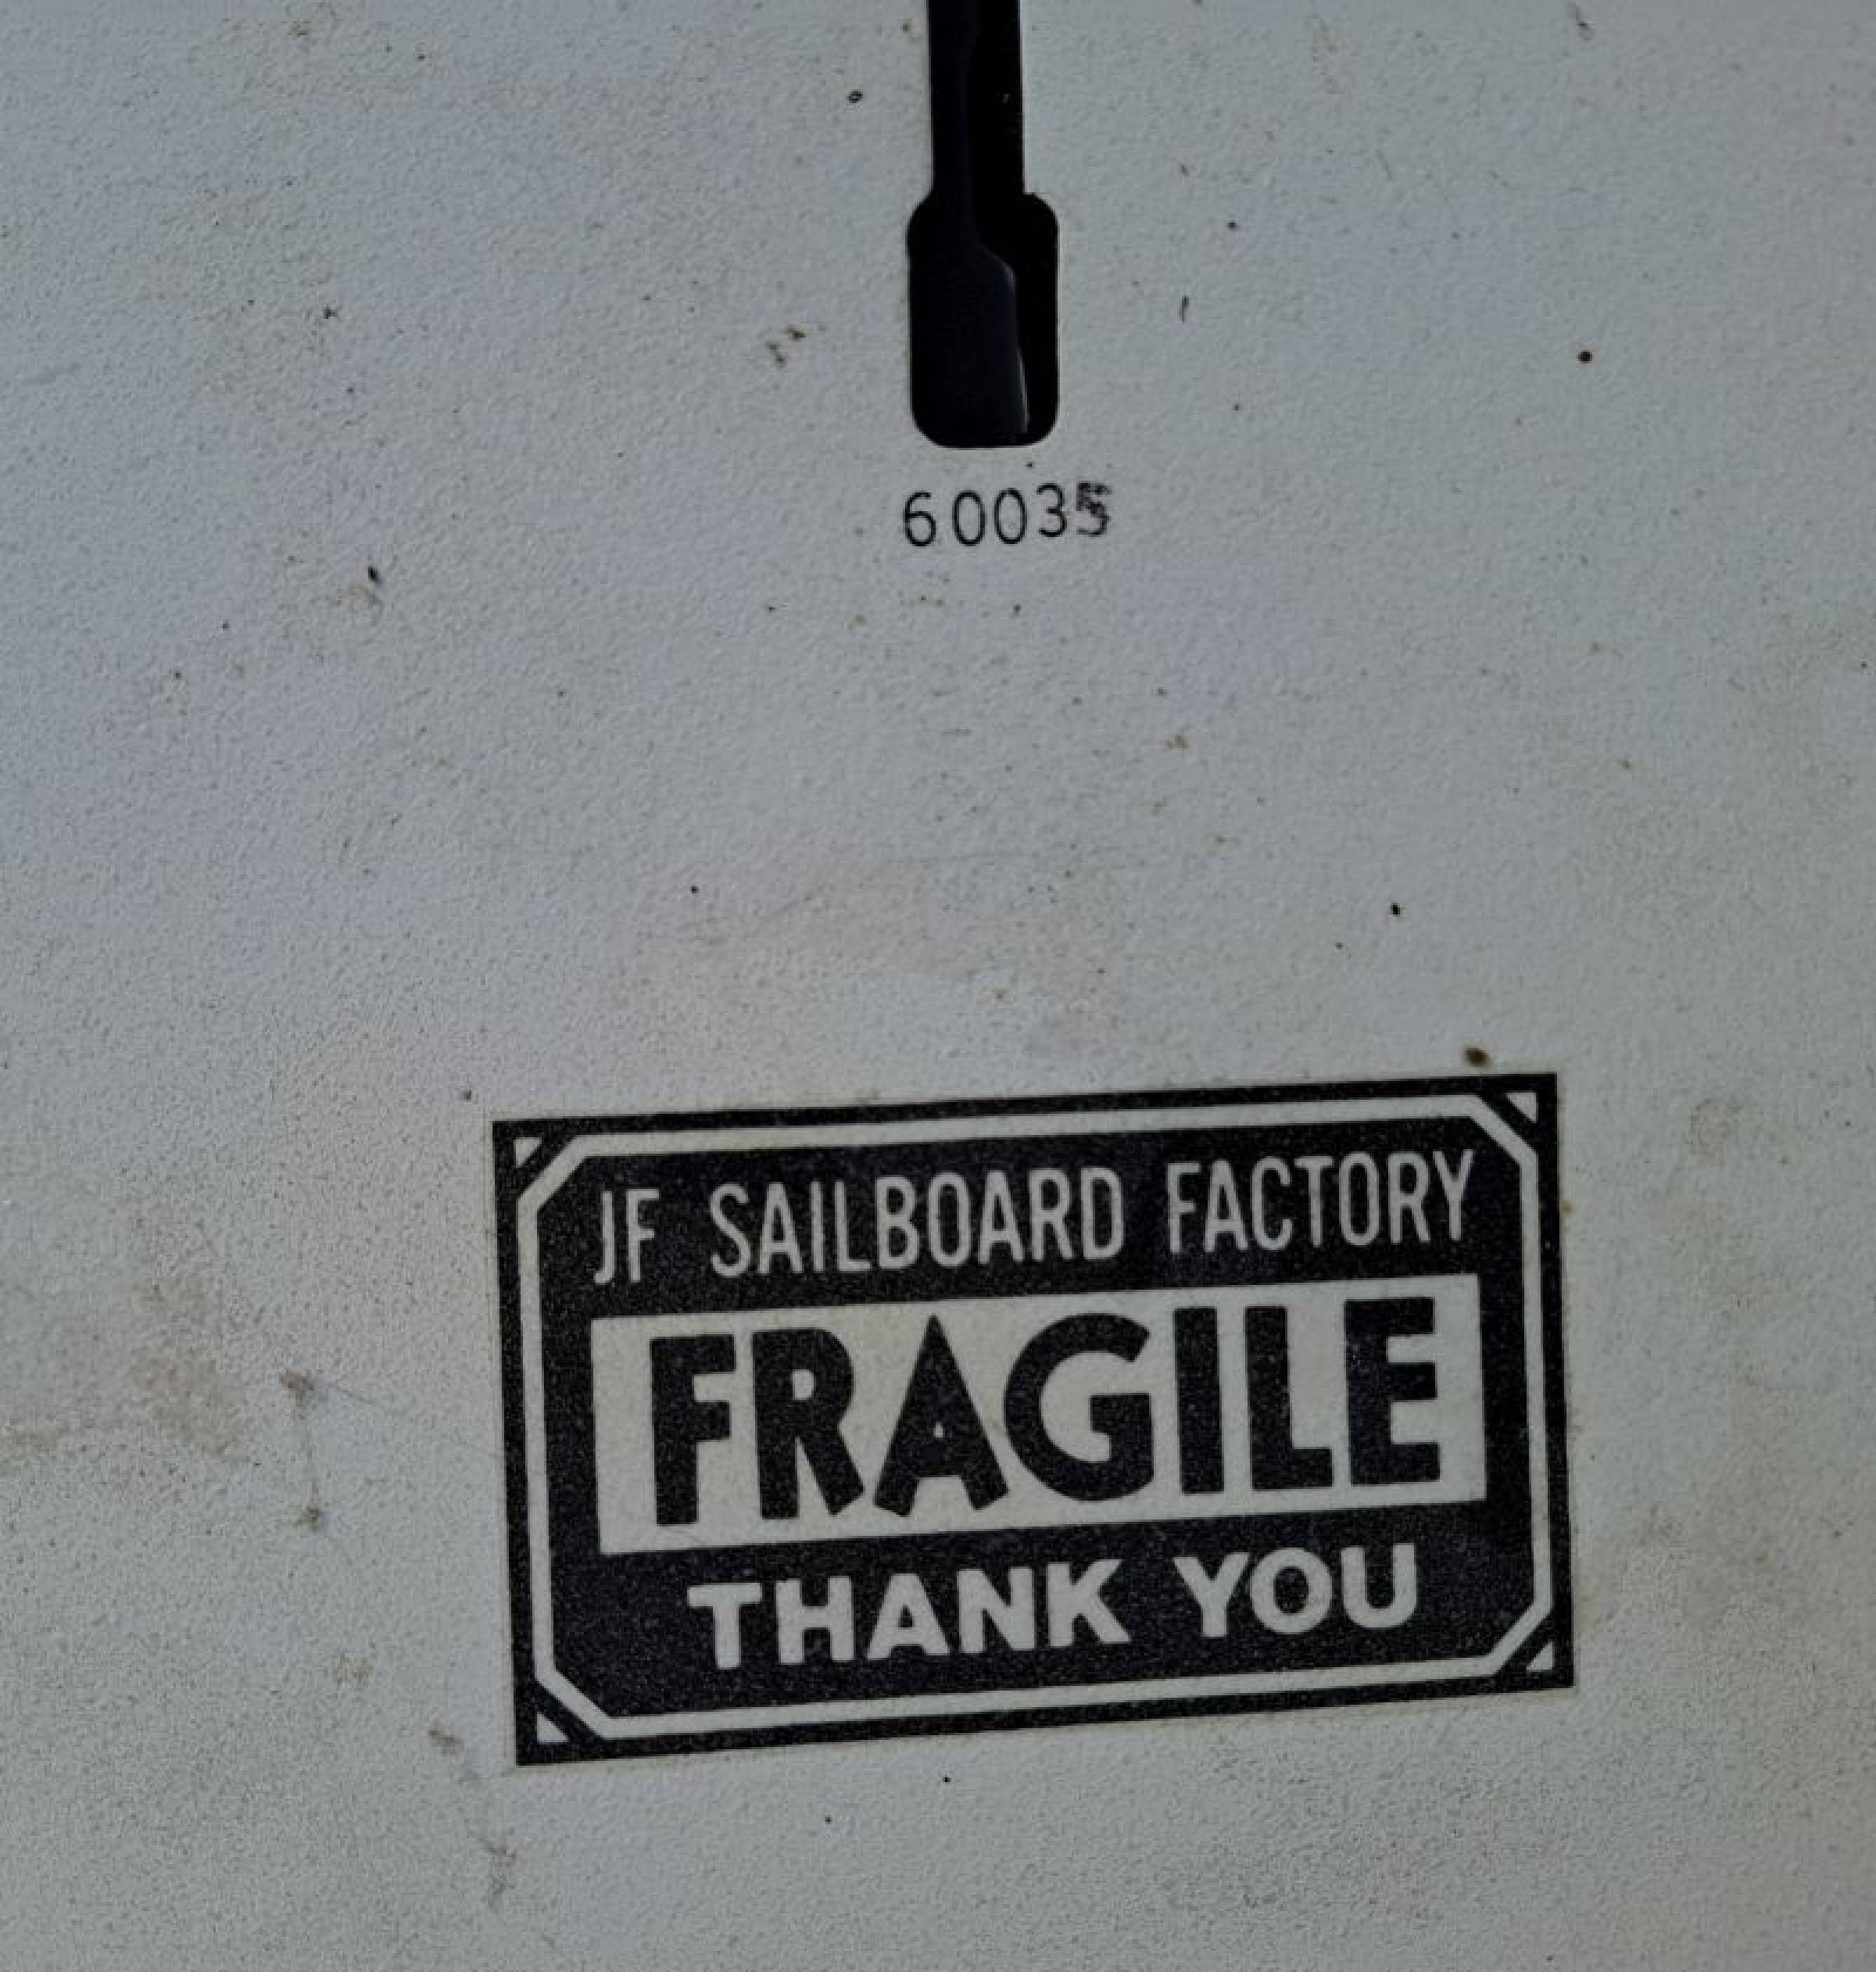 60035
JF SAILBOARD FACTORY
FRAGILE
THANK YOU